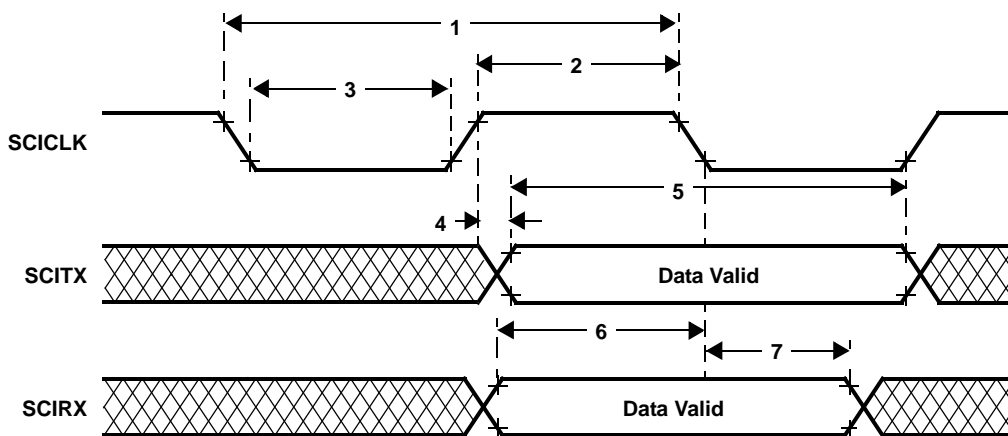 1
2
3
SCICLK
4
5
SCITX
Data Valid
6
7
SCIRX
Data Valid